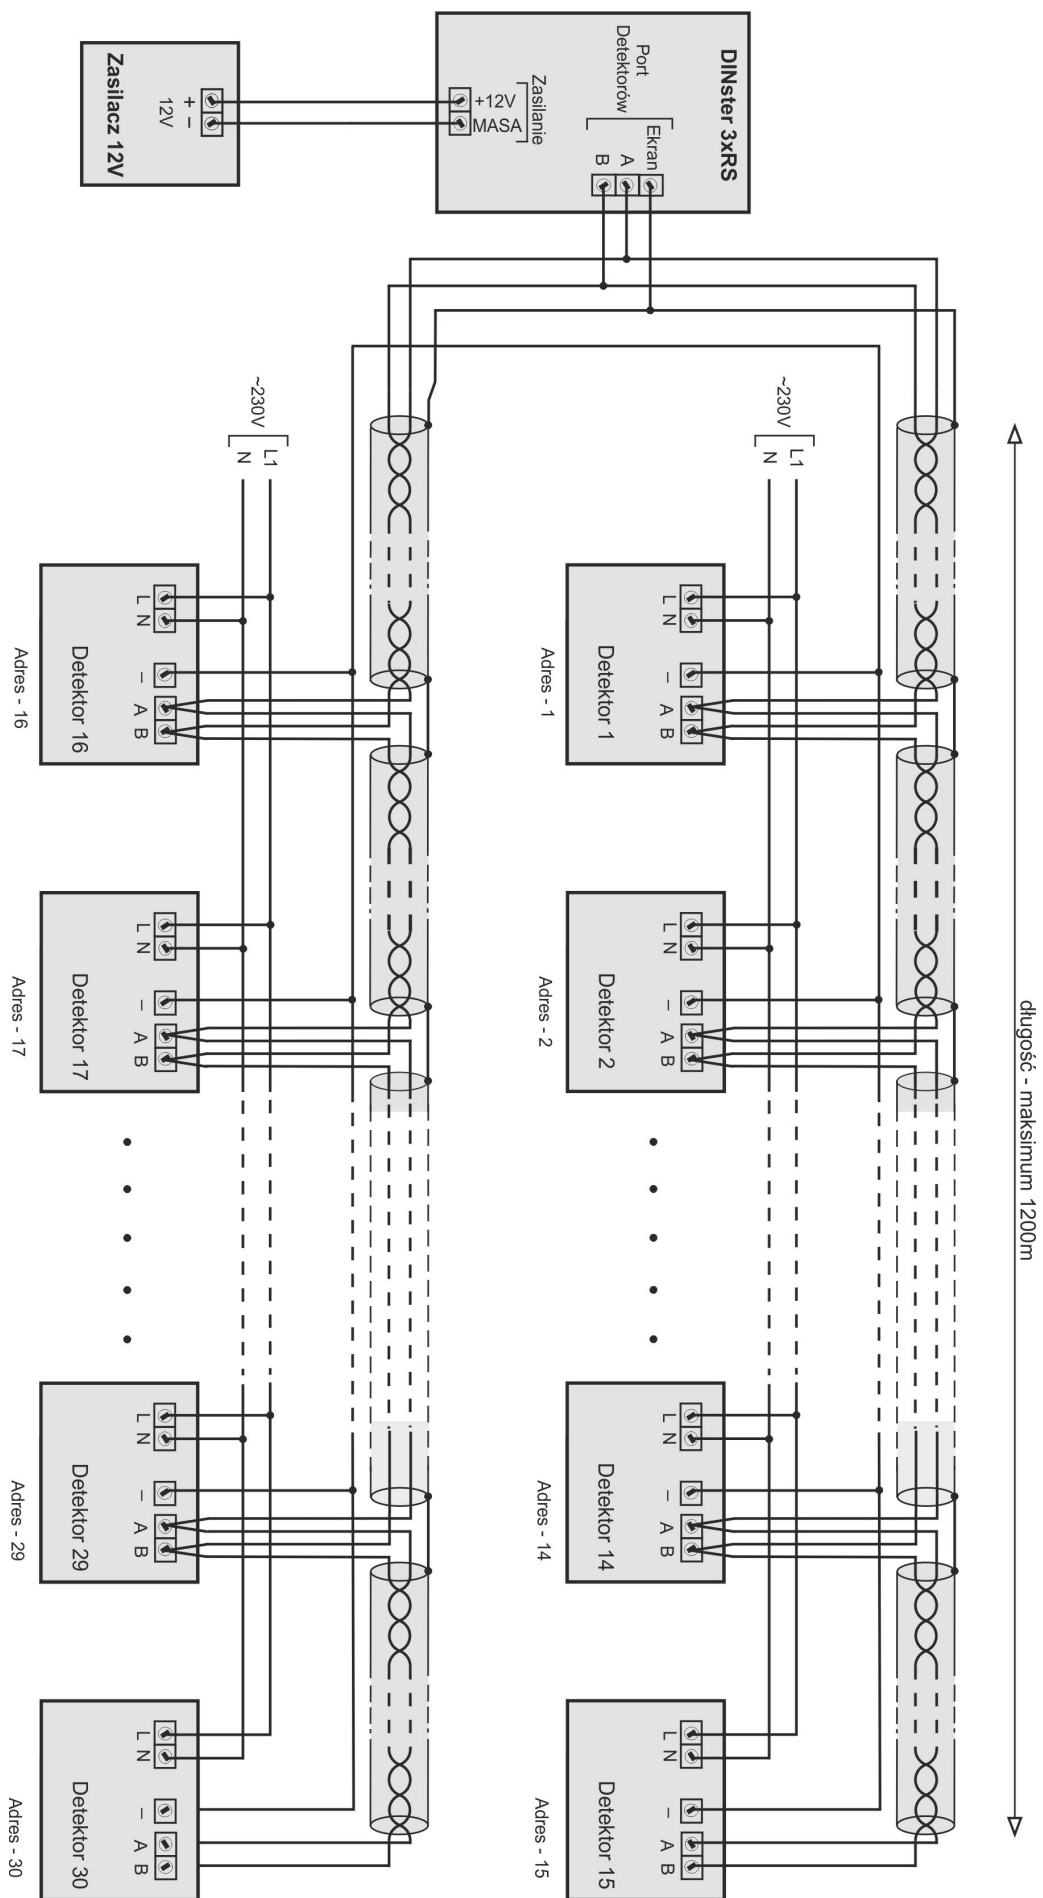 DINster 3xRS
Port
Detektorów
Ekran
A
B
Zasilanie
+12V
MASA
Zasilacz 12V
12V
+
–
długość - maksimum 1200m
~230V
L1
N
L
N
–
A
B
Detektor 1
Adres - 1
L
N
–
A
B
Detektor 2
Adres - 2
L
N
–
A
B
Detektor 14
Adres - 14
L
N
–
A
B
Detektor 15
Adres - 15
~230V
L1
N
L
N
–
A
B
Detektor 16
Adres - 16
L
N
–
A
B
Detektor 17
Adres - 17
L
N
–
A
B
Detektor 29
Adres - 29
L
N
–
A
B
Detektor 30
Adres - 30